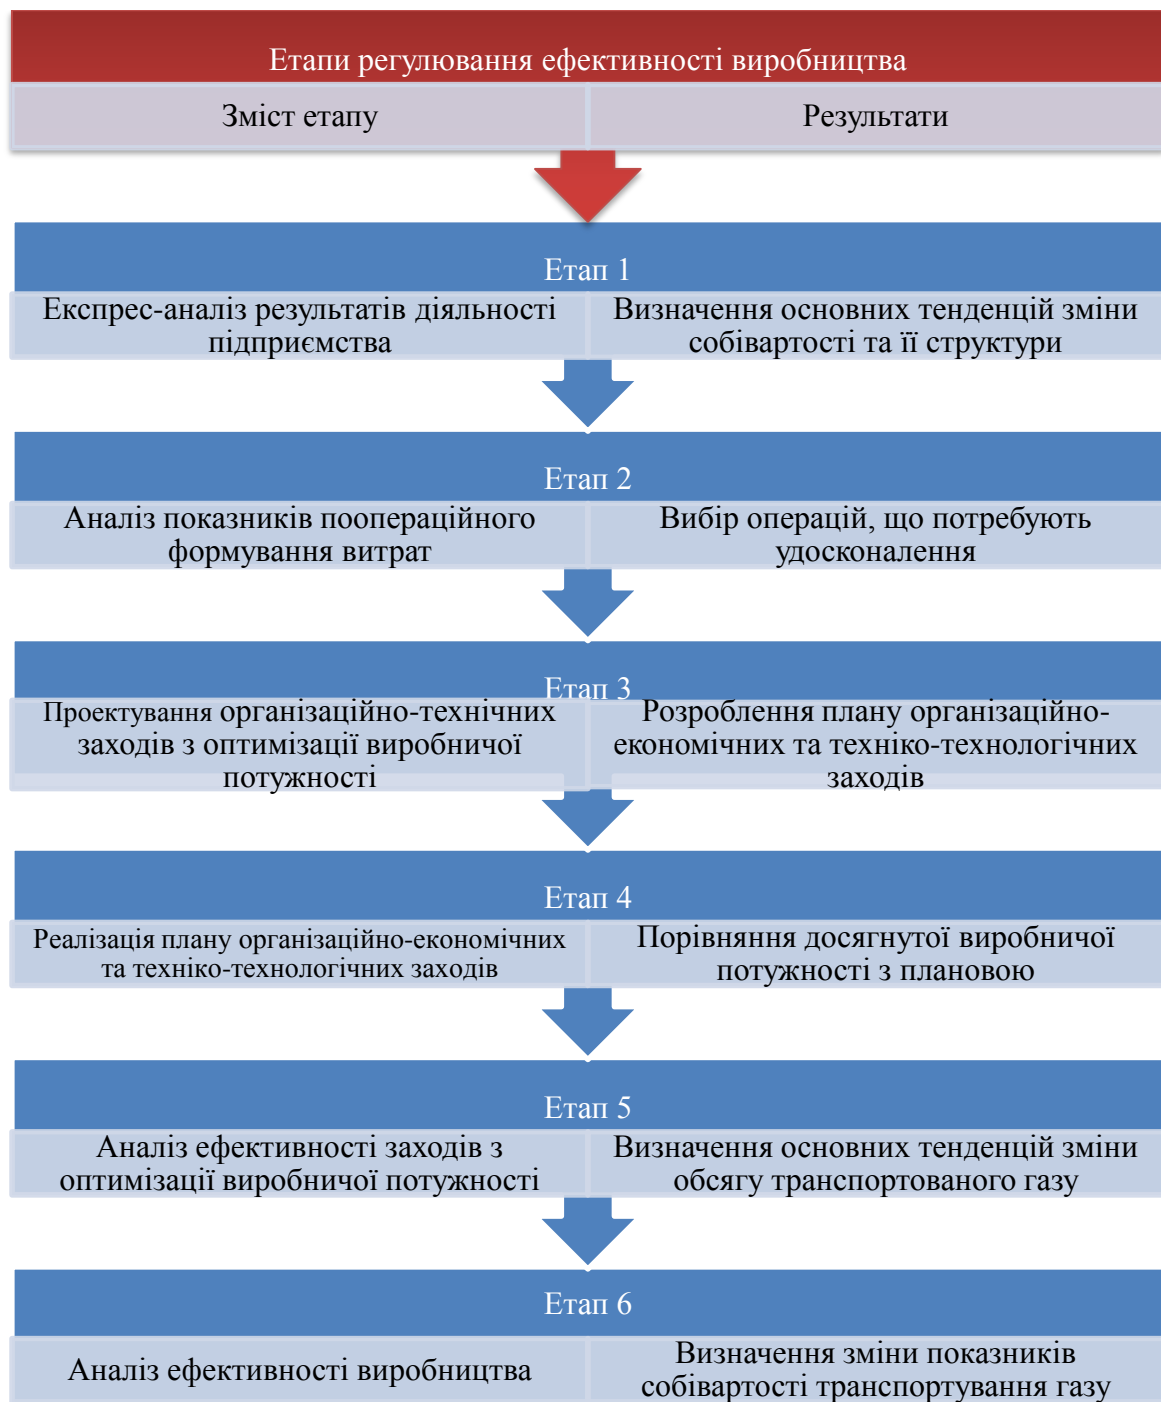 Етапи регулювання ефективності виробництва
Зміст етапу
Результати
Етап 1
Експрес-аналіз результатів діяльності
підприємства
Визначення основних тенденцій зміни
собівартості та її структури
Етап 2
Аналіз показників поопераційного
формування витрат
Вибір операцій, що потребують
удосконалення
Етап 3
Проектування організаційно-технічних
заходів з оптимізації виробничої
потужності
Розроблення плану організаційно-
економічних та техніко-технологічних
заходів
Етап 4
Реалізація плану організаційно-економічних
та техніко-технологічних заходів
Порівняння досягнутої виробничої
потужності з плановою
Етап 5
Аналіз ефективності заходів з
оптимізації виробничої потужності
Визначення основних тенденцій зміни
обсягу транспортованого газу
Етап 6
Аналіз ефективності виробництва
Визначення зміни показників
собівартості транспортування газу